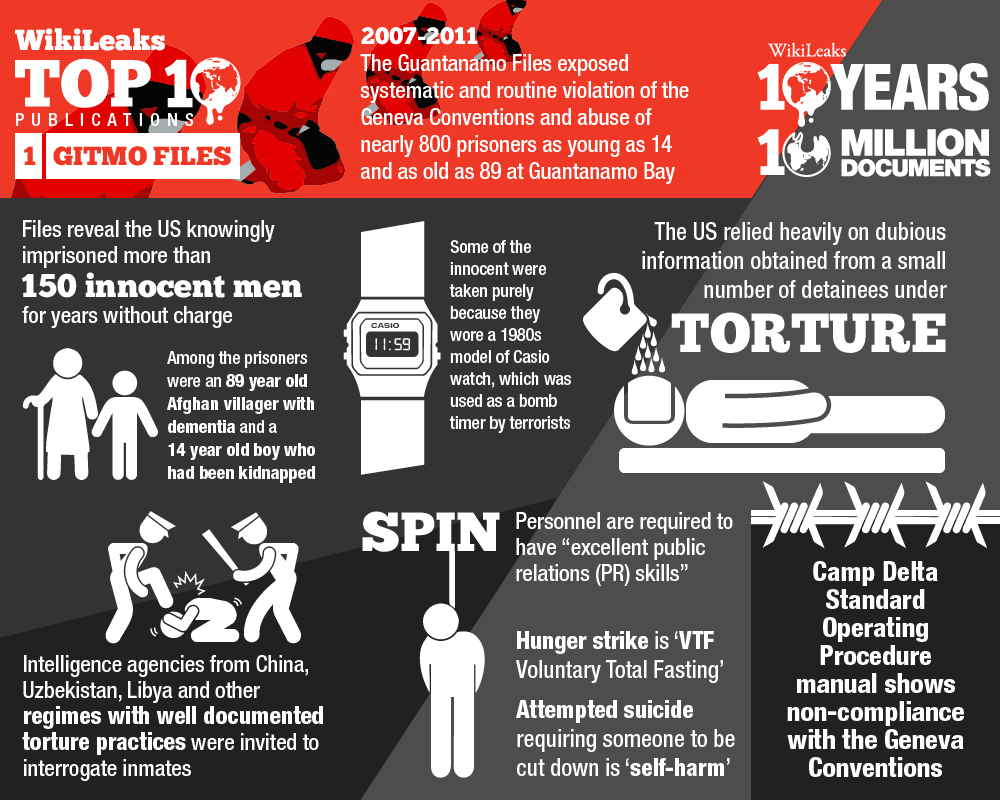 WikiLeaks
TOP 10
PUBLICATIONS
1 GITMO FILES
2007-2011
The Guantanamo Files exposed
systematic and routine violation of the
Geneva Conventions and abuse of
nearly 800 prisoners as young as 14
and as old as 89 at Guantanamo Bay
WikiLeaks
10 YEARS
10 MILLION
DOCUMENTS
Files reveal the US knowingly
imprisoned more than
150 innocent men
for years without charge
Among the prisoners
were an 89 year old
Afghan villager with
dementia and a
14 year old boy who
had been kidnapped
CASIO
11:59
Some of the
innocent were
taken purely
because they
wore a 1980s
model of Casio
watch, which was
used as a bomb
timer by terrorists
The US relied heavily on dubious
information obtained from a small
number of detainees under
TORTURE
Intelligence agencies from China,
Uzbekistan, Libya and other
regimes with well documented
torture practices were invited to
interrogate inmates
SPIN
Personnel are required to
have “excellent public
relations (PR) skills”
Hunger strike is ‘VTF
Voluntary Total Fasting’
Attempted suicide
requiring someone to be
cut down is ‘self-harm’
Camp Delta
Standard
Operating
Procedure
manual shows
non-compliance
with the Geneva
Conventions